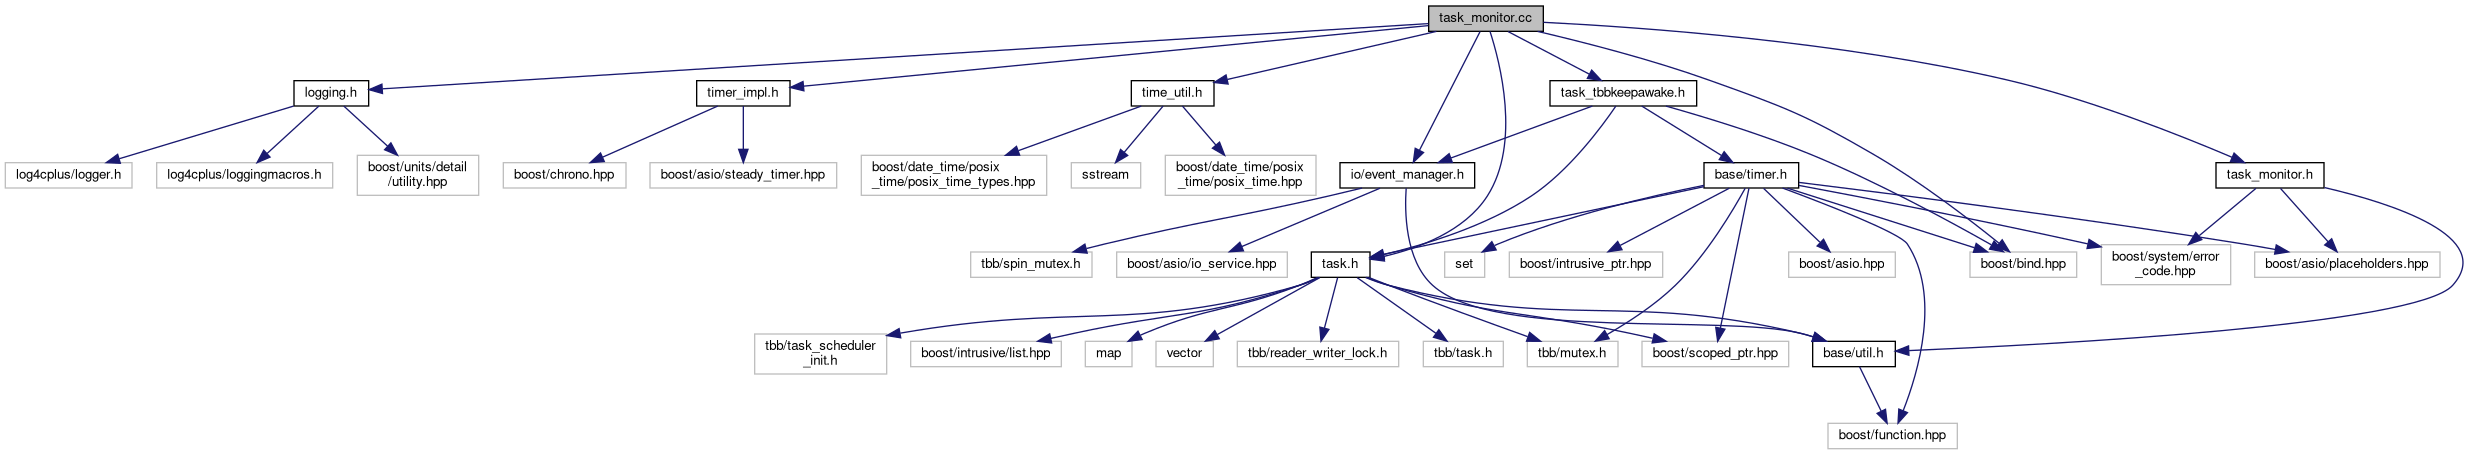 task_monitor.cc
logging.h
timer_impl.h
time_util.h
task_tbbkeepawake.h
log4cplus/logger.h
log4cplus/loggingmacros.h
boost/units/detail
/utility.hpp
boost/chrono.hpp
boost/asio/steady_timer.hpp
boost/date_time/posix
_time/posix_time_types.hpp
sstream
boost/date_time/posix
_time/posix_time.hpp
io/event_manager.h
base/timer.h
task_monitor.h
tbb/spin_mutex.h
boost/asio/io_service.hpp
task.h
set
boost/intrusive_ptr.hpp
boost/asio.hpp
boost/bind.hpp
boost/system/error
_code.hpp
boost/asio/placeholders.hpp
tbb/task_scheduler
_init.h
boost/intrusive/list.hpp
map
vector
tbb/reader_writer_lock.h
tbb/task.h
tbb/mutex.h
boost/scoped_ptr.hpp
base/util.h
boost/function.hpp